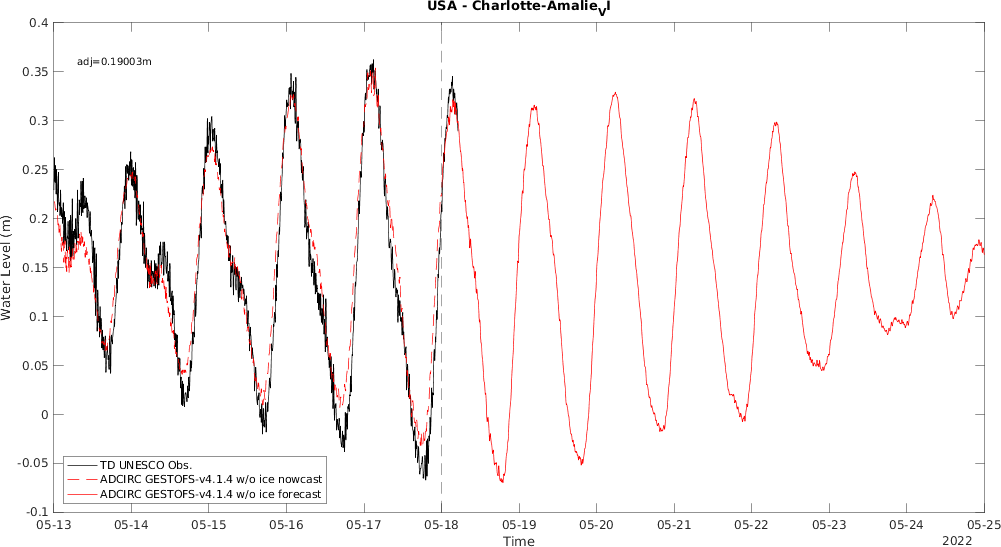 USA - Charlotte-Amalie_VI
adj=0.19003m
0.4
0.35
0.3
0.25
0.2
0.15
0.1
0.05
0
-0.05
-0.1
Water Level (m)
TD UNESCO Obs.
ADCIRC GESTOFS-v4.1.4 w/o ice nowcast
ADCIRC GESTOFS-v4.1.4 w/o ice forecast
05-13 05-14 05-15 05-16 05-17 05-18 05-19 05-20 05-21 05-22 05-23 05-24 05-25
Time
2022